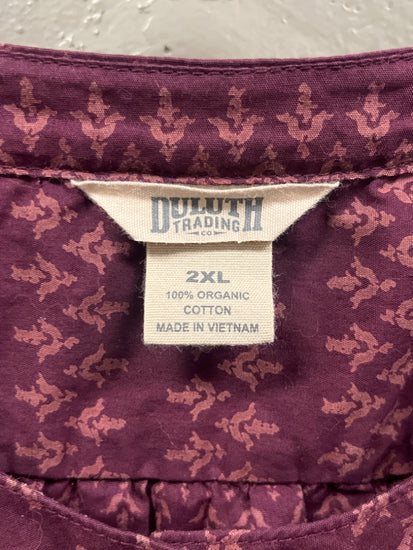 DULUTH
TRADING
CO
2XL
100% ORGANIC
COTTON
MADE IN VIETNAM